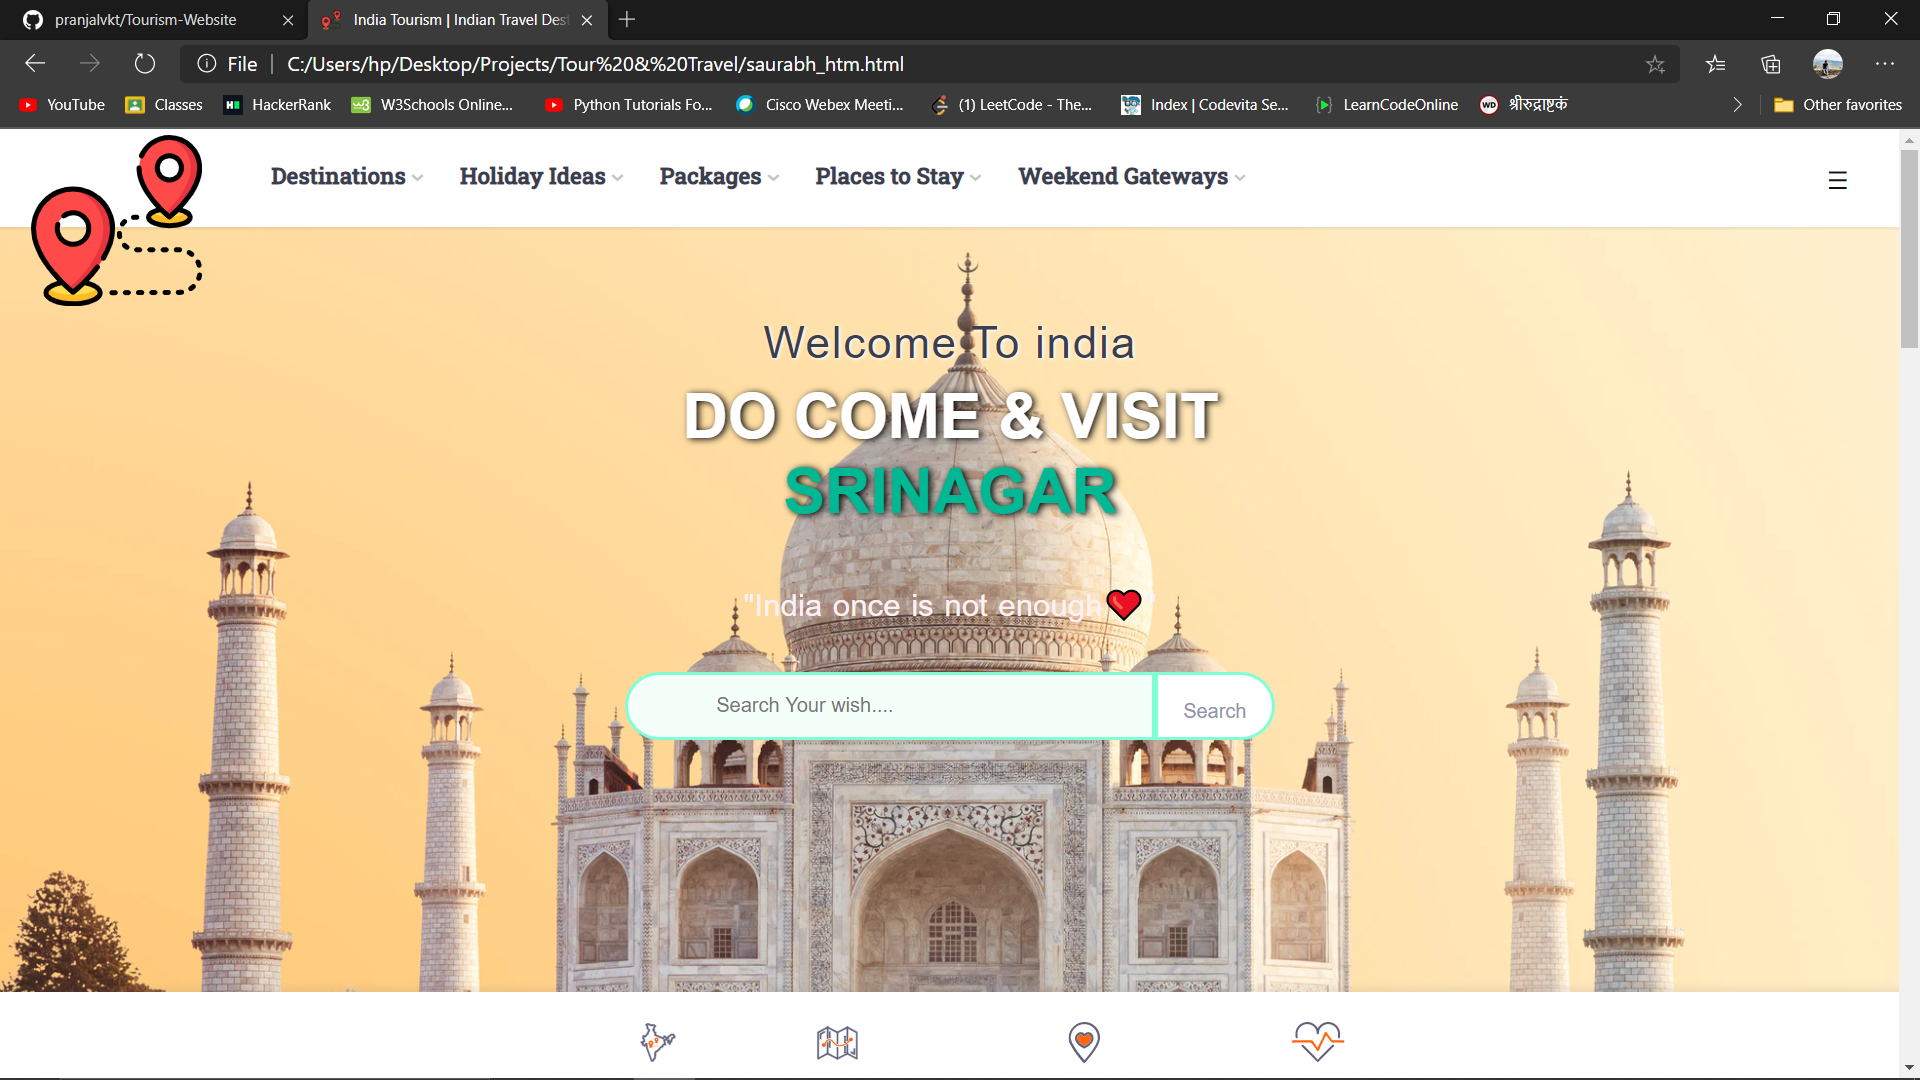 pranjalvkt/Tourism-Website
India Tourism | Indian Travel Des
File
C:/Users/hp/Desktop/Projects/Tour%20&%20Travel/saurabh_htm.html
YouTube
Classes
HackerRank
W3Schools Online...
Python Tutorials Fo...
Cisco Webex Meeti...
(1) LeetCode - The...
Index | Codevita Se...
LearnCodeOnline
श्रीरुद्राष्टकं
Other favorites
Destinations
Holiday Ideas
Packages
Places to Stay
Weekend Gateways
Welcome To india
DO COME & VISIT
SRINAGAR
"India once is not enough❤"
Search Your wish....
Search